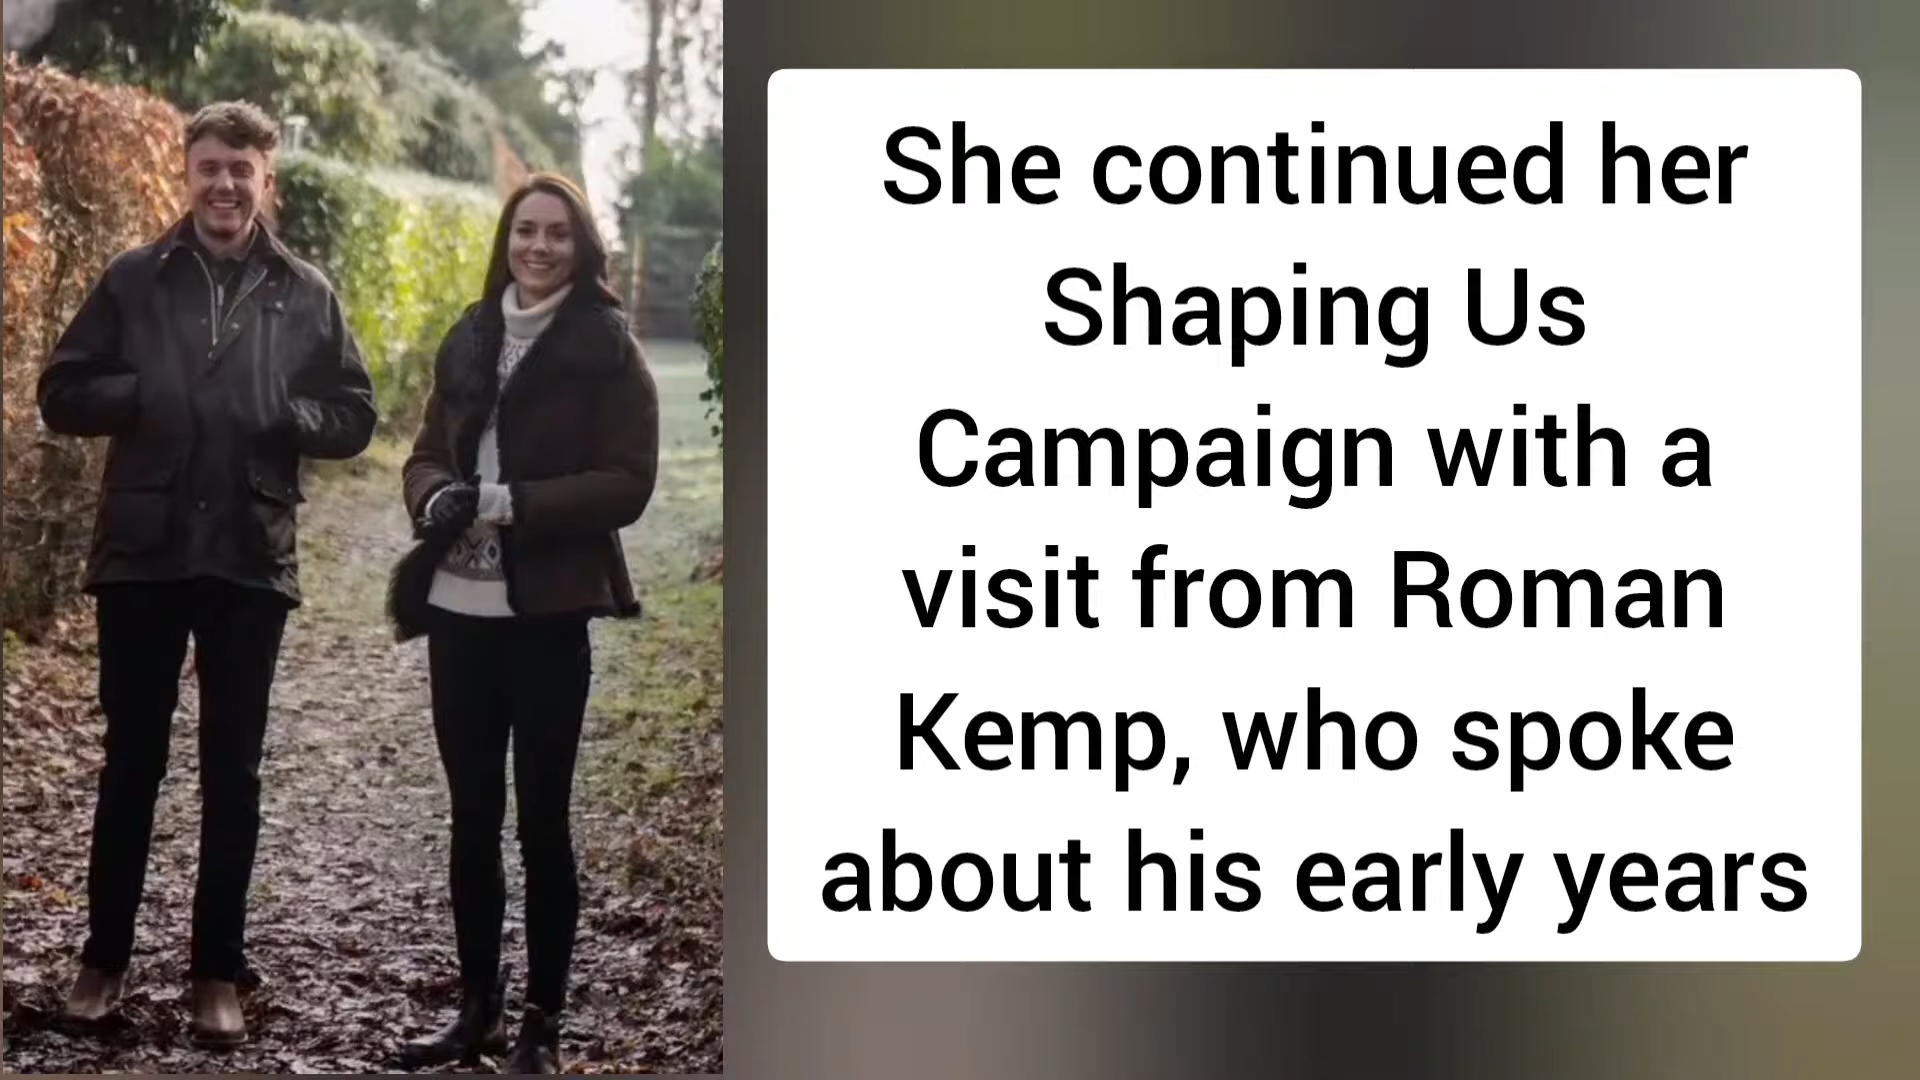 She continued her
Shaping Us
Campaign with a
visit from Roman
Kemp, who spoke
about his early years